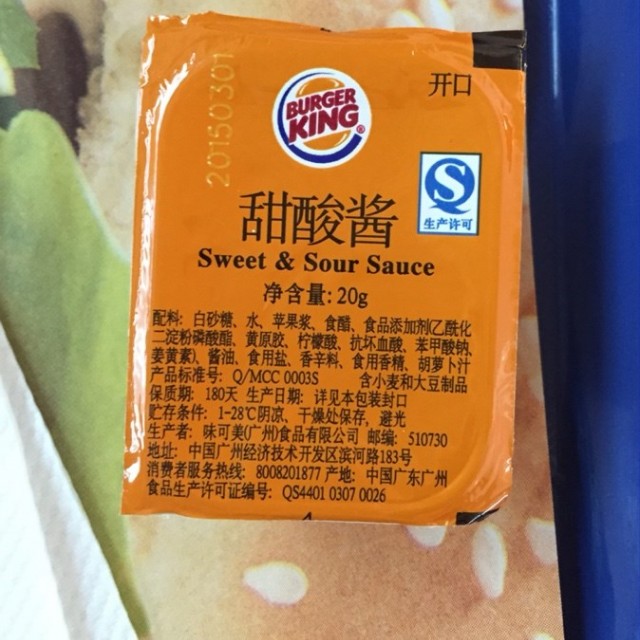 20150301
BURGER
KING®
开口
S
生产许可
甜酸酱
Sweet & Sour Sauce
净含量: 20g
配料: 白砂糖、水、苹果浆、食醋、食品添加剂(乙酰化
二淀粉磷酸酯、黄原胶、柠檬酸、抗坏血酸、苯甲酸钠、
姜黄素)、酱油、食用盐、香辛料、食用香精、胡萝卜汁
产品标准号: Q/MCC 0003S 含小麦和大豆制品
保质期: 180天 生产日期: 详见本包装封口
贮存条件: 1-28℃阴凉、干燥处保存, 避光
生产者: 味可美(广州)食品有限公司 邮编: 510730
地址: 中国广州经济技术开发区滨河路183号
消费者服务热线: 8008201877 产地: 中国广东广州
食品生产许可证编号: QS4401 0307 0026